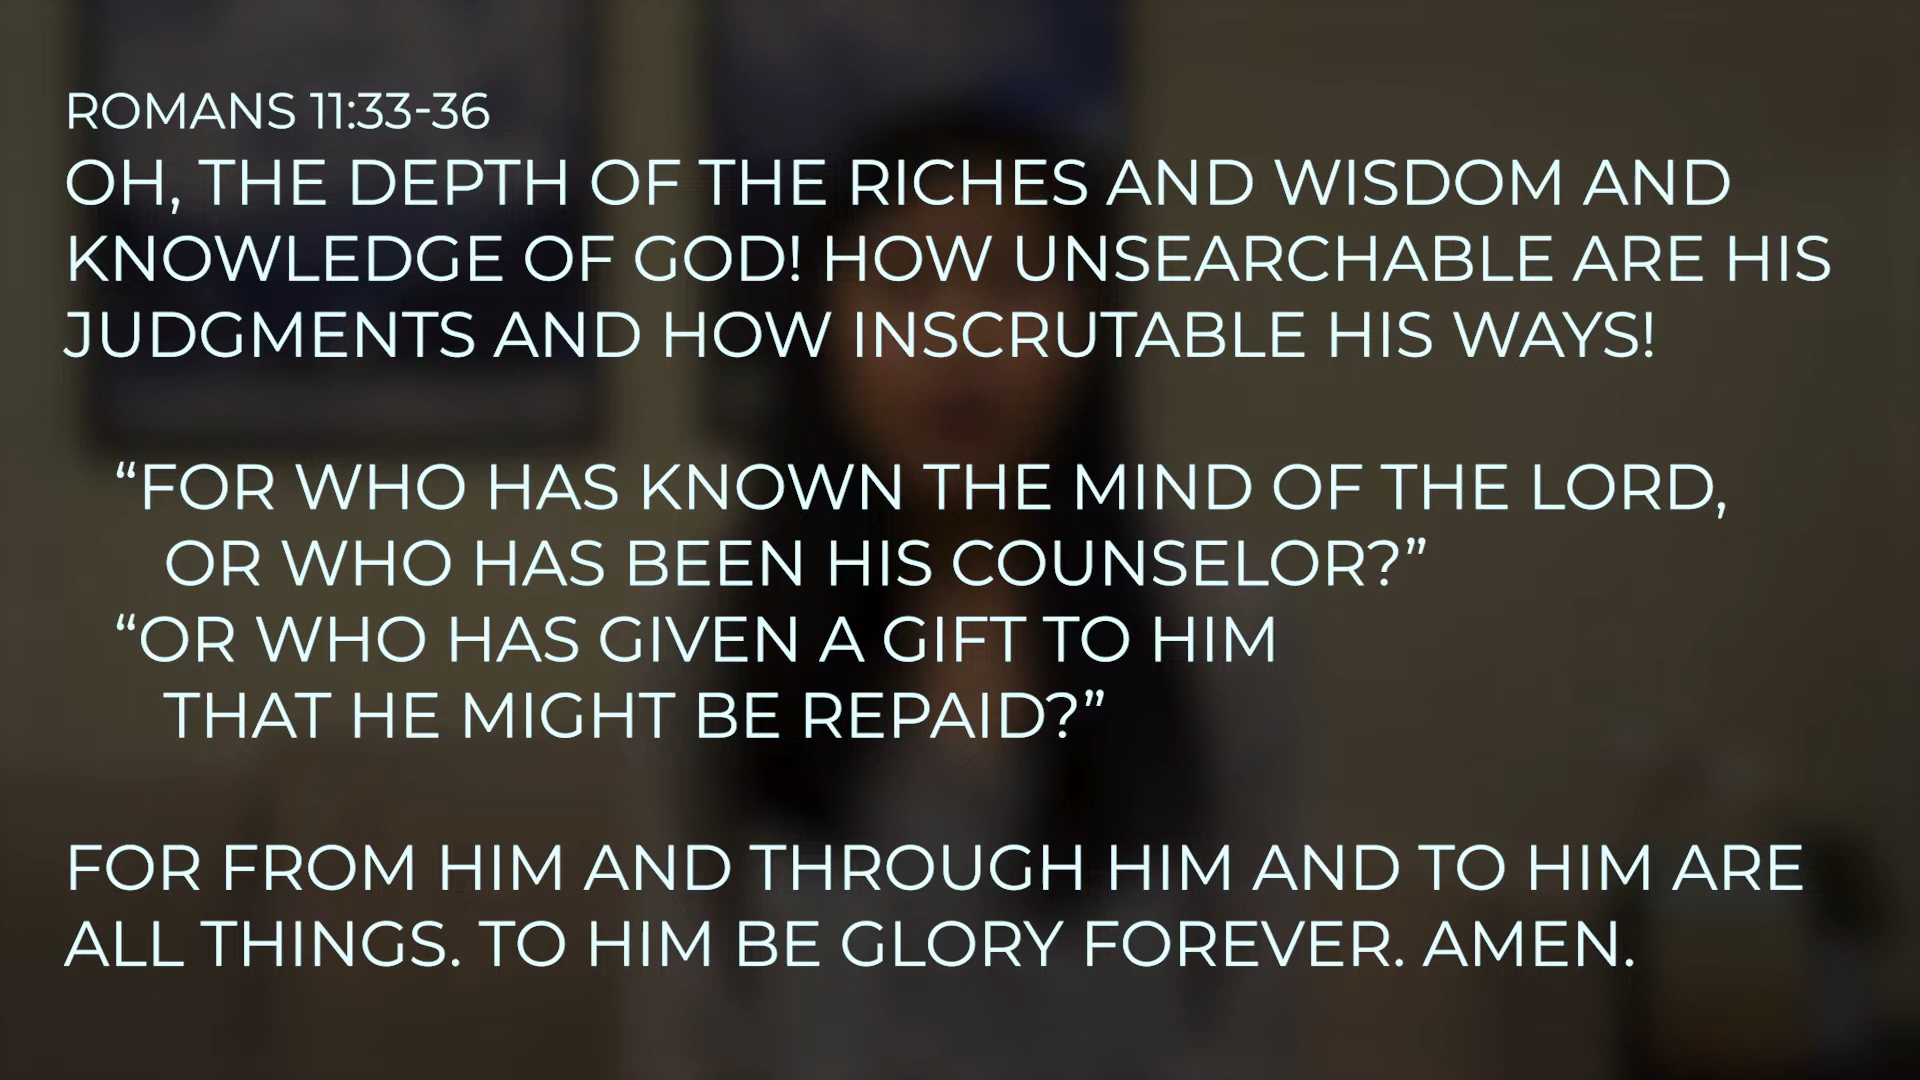 ROMANS 11:33-36
OH, THE DEPTH OF THE RICHES AND WISDOM AND
KNOWLEDGE OF GOD! HOW UNSEARCHABLE ARE HIS
JUDGMENTS AND HOW INSCRUTABLE HIS WAYS!
“FOR WHO HAS KNOWN THE MIND OF THE LORD,
OR WHO HAS BEEN HIS COUNSELOR?”
“OR WHO HAS GIVEN A GIFT TO HIM
THAT HE MIGHT BE REPAID?”
FOR FROM HIM AND THROUGH HIM AND TO HIM ARE
ALL THINGS. TO HIM BE GLORY FOREVER. AMEN.